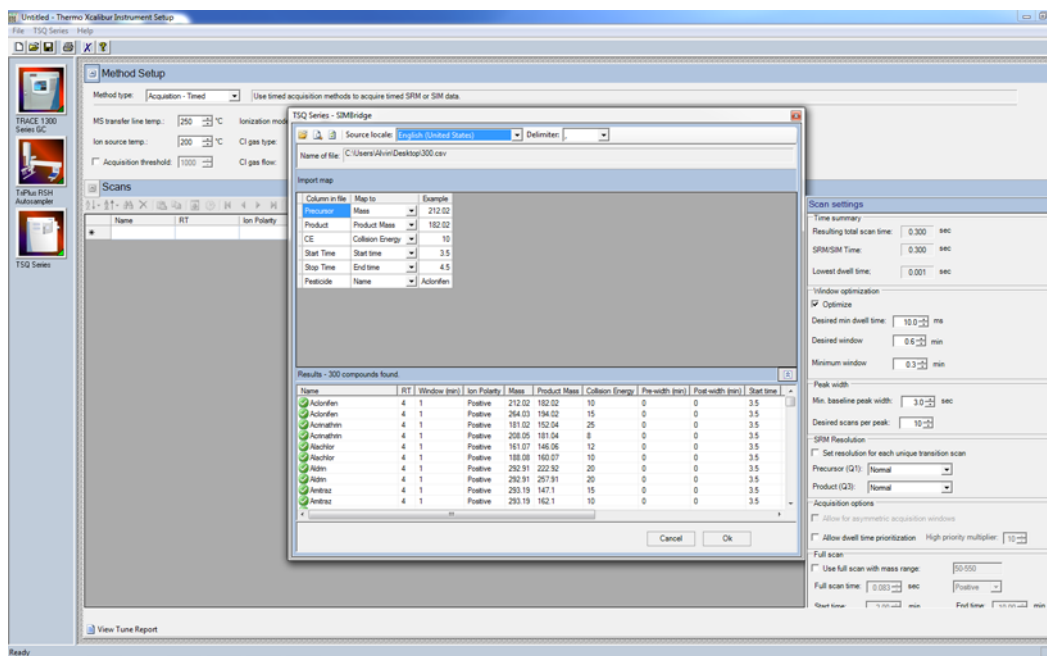 Untitled - Thermo Xcalibur Instrument Setup
File TSQ Series Help
Method Setup
Method type: Acquisition - Timed Use timed acquisition methods to acquire timed SRM or SIM data.
MS transfer line temp.: 250 °C Ionization mode
Ion source temp.: 200 °C CI gas type:
Acquisition threshold: 1000 CI gas flow:
TRACE 1300
Series GC
TriPlus RSH
Autosampler
TSQ Series
Scans
Name RT Ion Polarity
TSQ Series - SIMBridge
Source locale: English (United States) Delimiter: ,
Name of file: C:\Users\Alvin\Desktop\300.csv
Import map
Column in file Map to Example
Precursor Mass 212.02
Product Product Mass 182.02
CE Collision Energy 10
Start Time Start time 3.5
Stop Time End time 4.5
Pesticide Name Aclonifen
Results - 300 compounds found.
Name RT Window (min) Ion Polarity Mass Product Mass Collision Energy Pre-width (min) Post-width (min) Start time
Aclonifen 4 1 Positive 212.02 182.02 10 0 0 3.5
Aclonifen 4 1 Positive 264.03 194.02 15 0 0 3.5
Acrinathrin 4 1 Positive 181.02 152.04 25 0 0 3.5
Acrinathrin 4 1 Positive 208.05 181.04 8 0 0 3.5
Alachlor 4 1 Positive 161.07 146.06 12 0 0 3.5
Alachlor 4 1 Positive 188.08 160.07 10 0 0 3.5
Aldrin 4 1 Positive 292.91 222.92 20 0 0 3.5
Aldrin 4 1 Positive 292.91 257.91 20 0 0 3.5
Amitraz 4 1 Positive 293.19 147.1 15 0 0 3.5
Amitraz 4 1 Positive 293.19 162.1 10 0 0 3.5
Cancel Ok
Scan settings
Time summary
Resulting total scan time: 0.300 sec
SRM/SIM Time: 0.300 sec
Lowest dwell time: 0.001 sec
Window optimization
Optimize
Desired min dwell time: 10.0 ms
Desired window 0.6 min
Minimum window 0.3 min
Peak width
Min. baseline peak width: 3.0 sec
Desired scans per peak: 10
SRM Resolution
Set resolution for each unique transition scan
Precursor (Q1): Normal
Product (Q3): Normal
Acquisition options
Allow for asymmetric acquisition windows
Allow dwell time prioritization High priority multiplier: 10
Full scan
Use full scan with mass range: 50-550
Full scan time: 0.083 sec Positive
Start time: 3.00 min End time: 10.00 min
View Tune Report
Ready